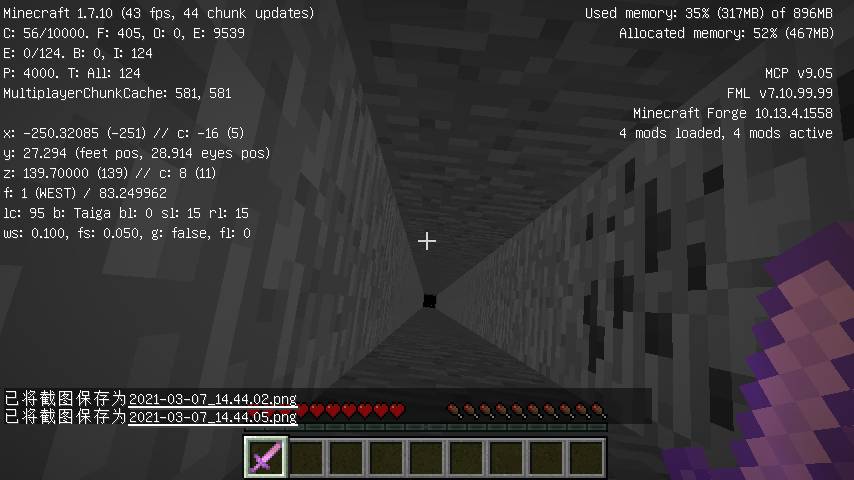 Minecraft 1.7.10 (43 fps, 44 chunk updates)
C: 56/10000. F: 405, O: 0, E: 9539
E: 0/124. B: 0, I: 124
P: 4000. T: All: 124
MultiplayerChunkCache: 581, 581
x: -250.32085 (-251) // c: -16 (5)
y: 27.294 (feet pos, 28.914 eyes pos)
z: 139.70000 (139) // c: 8 (11)
f: 1 (WEST) / 83.249962
lc: 95 b: Taiga bl: 0 sl: 15 rl: 15
ws: 0.100, fs: 0.050, g: false, fl: 0
Used memory: 35% (317MB) of 896MB
Allocated memory: 52% (467MB)
MCP v9.05
FML v7.10.99.99
Minecraft Forge 10.13.4.1558
4 mods loaded, 4 mods active
已将截图保存为2021-03-07_14.44.02.png
已将截图保存为2021-03-07_14.44.05.png